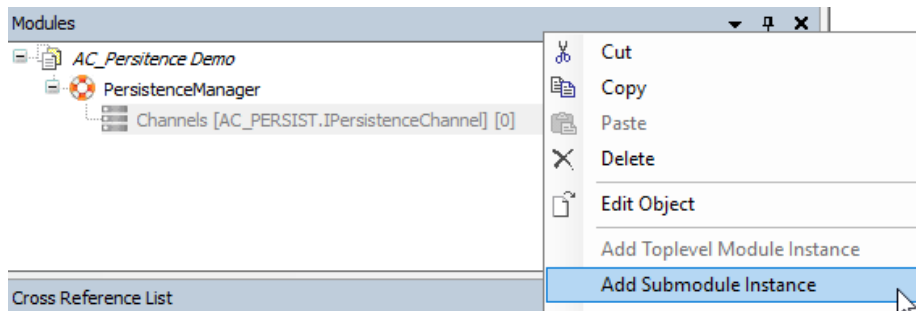 Modules
AC_Persitence Demo
PersistenceManager
Channels [AC_PERSIST.IPersistenceChannel] [0]
Cross Reference List
Cut
Copy
Paste
Delete
Edit Object
Add Toplevel Module Instance
Add Submodule Instance